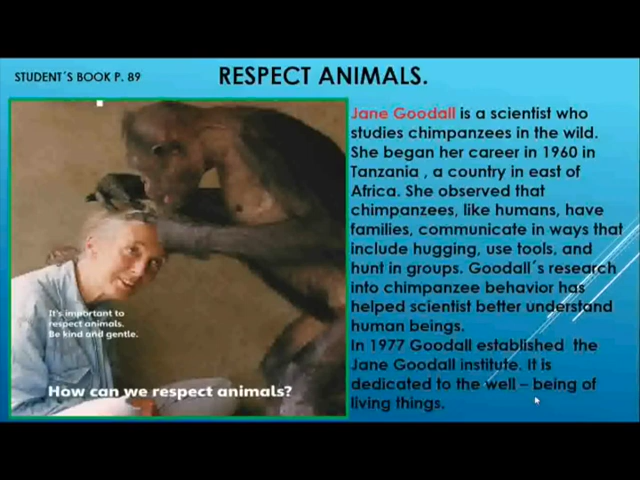 STUDENT´S BOOK P. 89
RESPECT ANIMALS.
Jane Goodall is a scientist who
studies chimpanzees in the wild.
She began her career in 1960 in
Tanzania , a country in east of
Africa. She observed that
chimpanzees, like humans, have
families, communicate in ways that
include hugging, use tools, and
hunt in groups. Goodall´s research
into chimpanzee behavior has
helped scientist better understand
human beings.
In 1977 Goodall established the
Jane Goodall institute. It is
dedicated to the well – being of
living things.
It's important to
respect animals.
Be kind and gentle.
How can we respect animals?